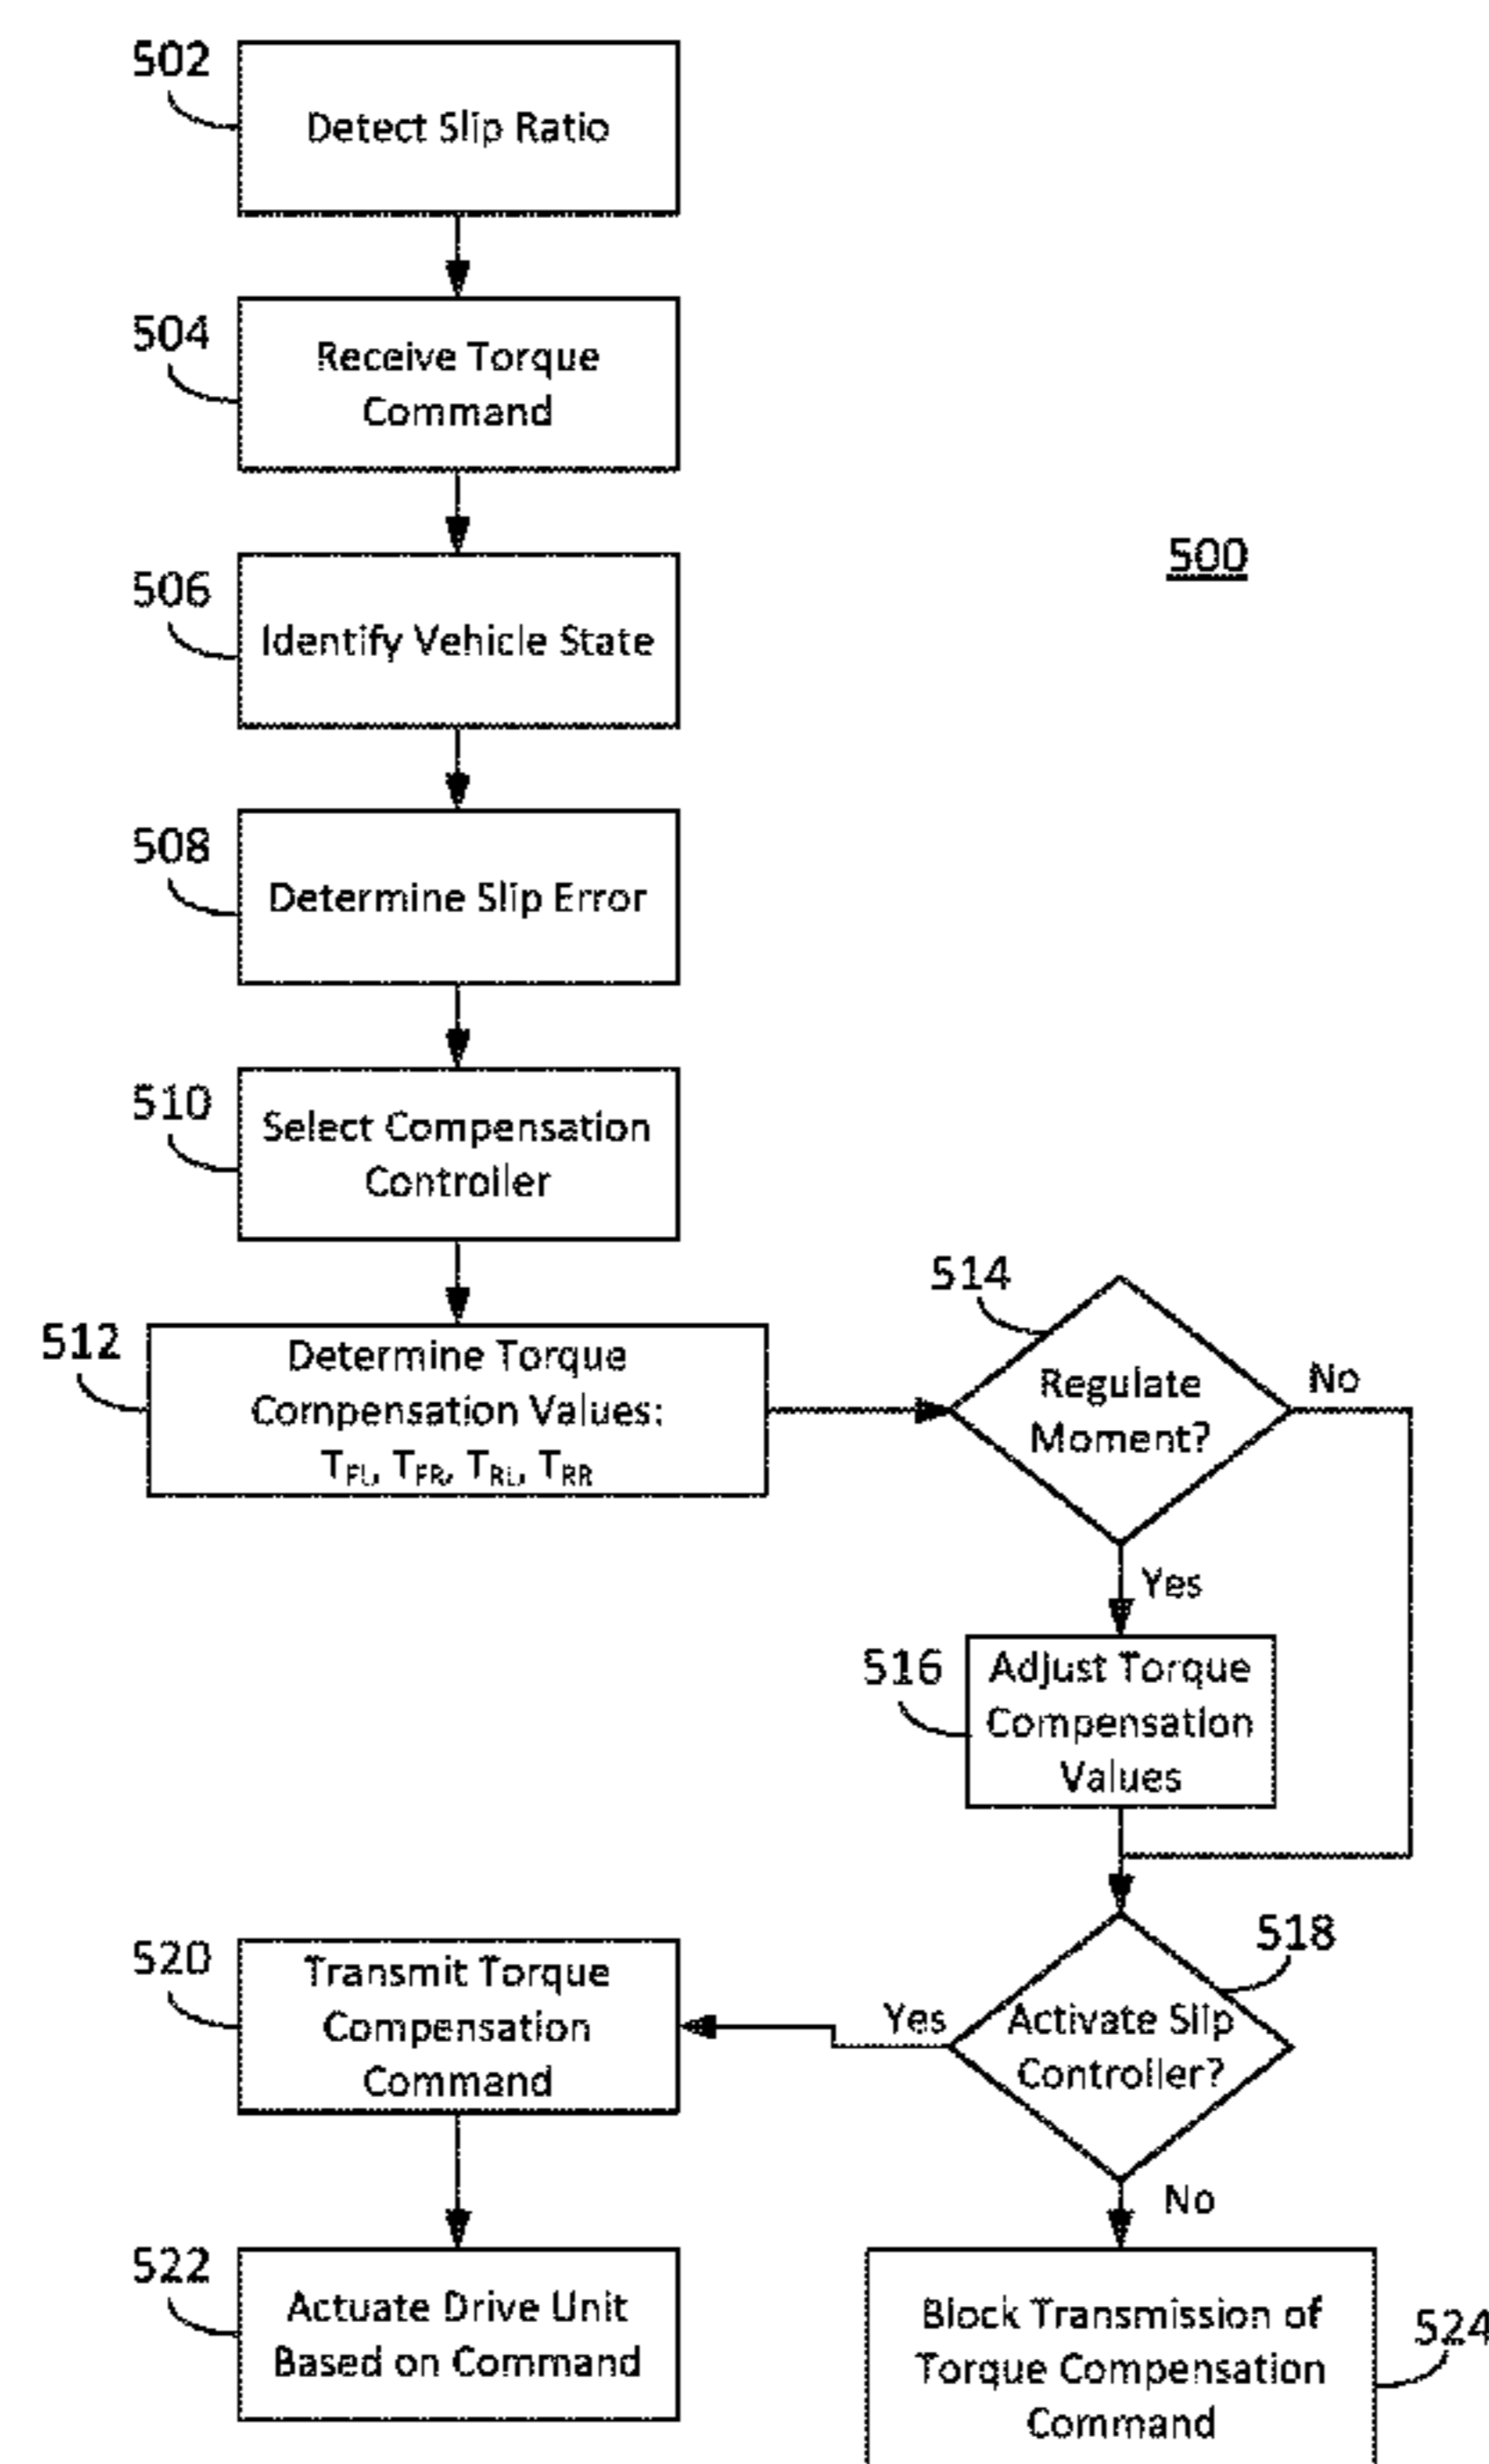 502
Detect Slip Ratio
504
Receive Torque
Command
500
506
Identify Vehicle State
508
Determine Slip Error
510
Select Compensation
Controller
512
Determine Torque
Compensation Values:
T_FL, T_FR, T_RL, T_RR
514
Regulate
Moment?
No
Yes
516
Adjust Torque
Compensation
Values
518
Activate Slip
Controller?
Yes
520
Transmit Torque
Compensation
Command
No
522
Actuate Drive Unit
Based on Command
524
Block Transmission of
Torque Compensation
Command